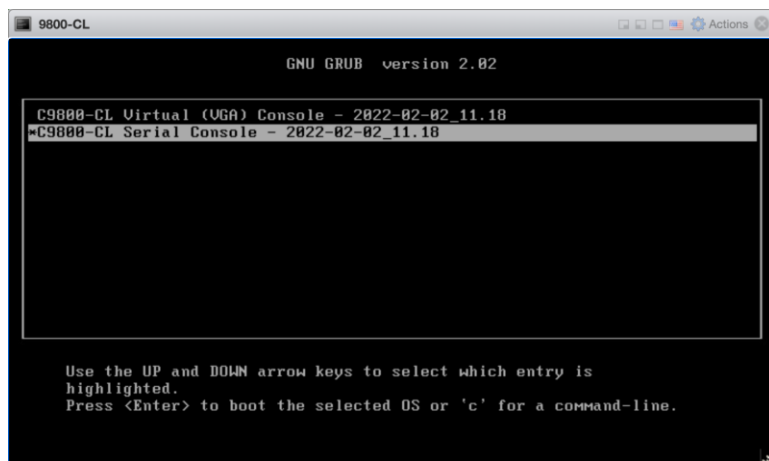 9800-CL
Actions
GNU GRUB version 2.02
C9800-CL Virtual (VGA) Console - 2022-02-02_11.18
*C9800-CL Serial Console - 2022-02-02_11.18
Use the UP and DOWN arrow keys to select which entry is
highlighted.
Press <Enter> to boot the selected OS or 'c' for a command-line.